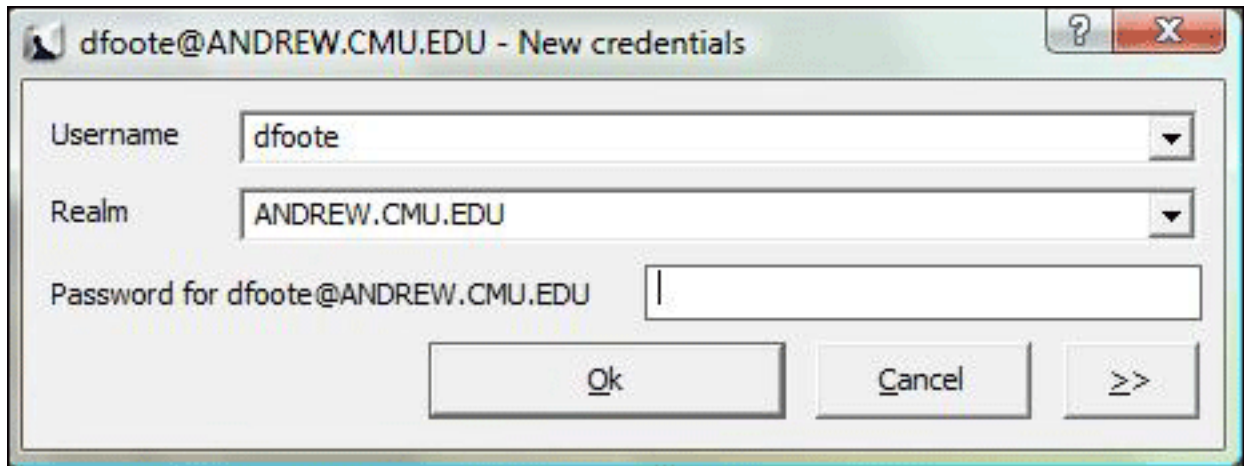 dfoote@ANDREW.CMU.EDU - New credentials
Username dfoote
Realm ANDREW.CMU.EDU
Password for dfoote@ANDREW.CMU.EDU
Ok Cancel >>